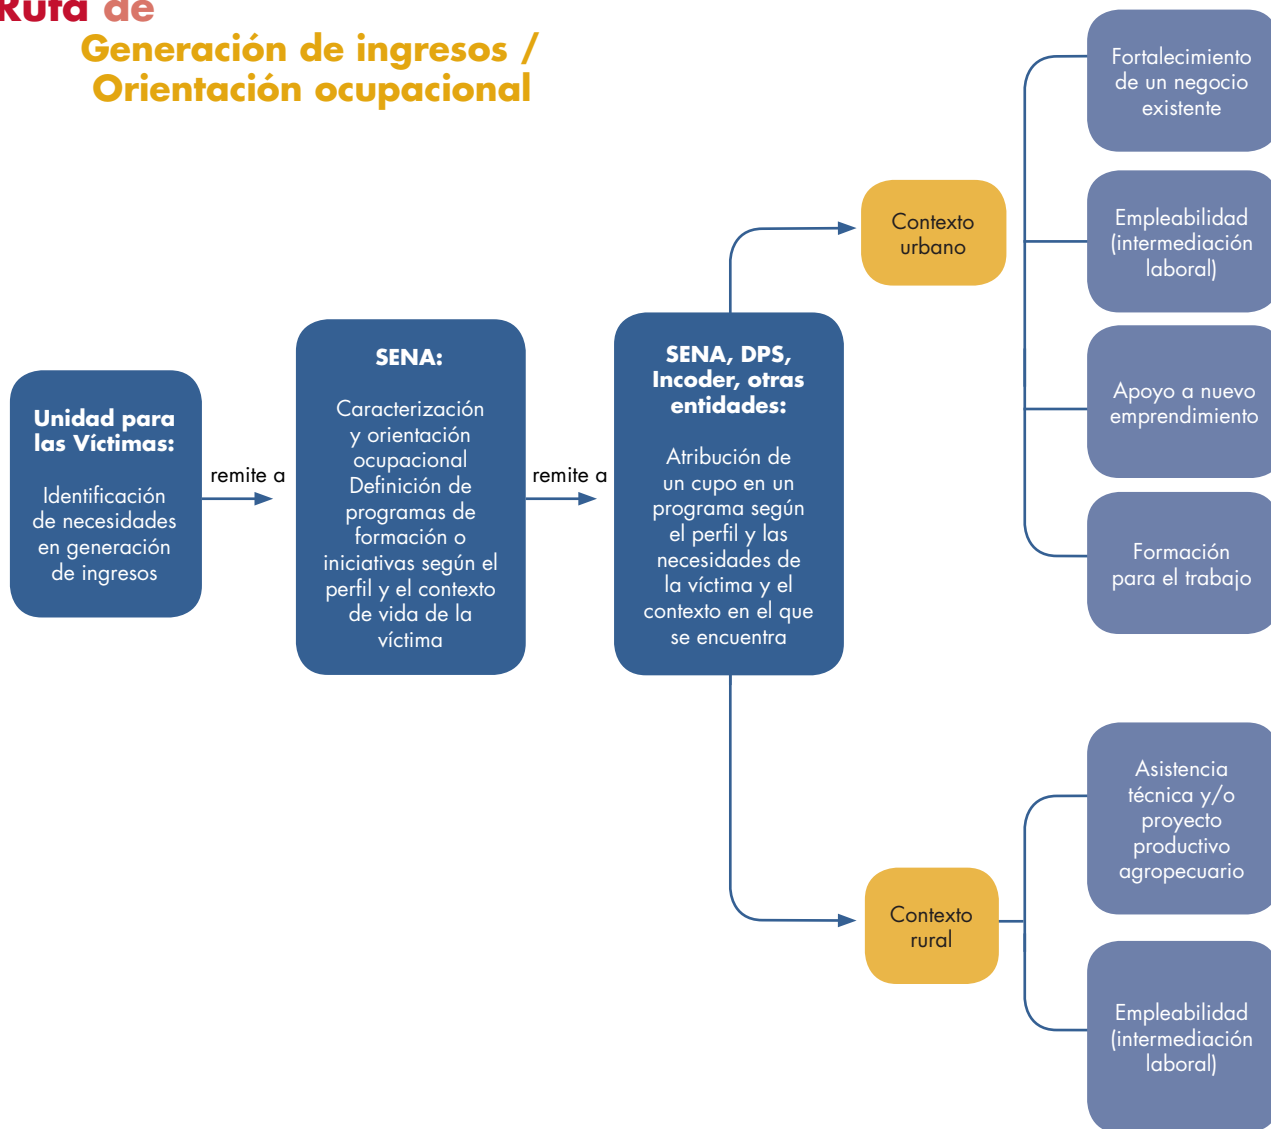 Ruta de
Generación de ingresos /
Orientación ocupacional
Unidad para
las Víctimas:
Identificación
de necesidades
en generación
de ingresos
remite a
SENA:
Caracterización
y orientación
ocupacional
Definición de
programas de
formación o
iniciativas según el
perfil y el contexto
de vida de la
víctima
remite a
SENA, DPS,
Incoder, otras
entidades:
Atribución de
un cupo en un
programa según
el perfil y las
necesidades de
la víctima y el
contexto en el que
se encuentra
Contexto
urbano
Fortalecimiento
de un negocio
existente
Empleabilidad
(intermediación
laboral)
Apoyo a nuevo
emprendimiento
Formación
para el trabajo
Contexto
rural
Asistencia
técnica y/o
proyecto
productivo
agropecuario
Empleabilidad
(intermediación
laboral)